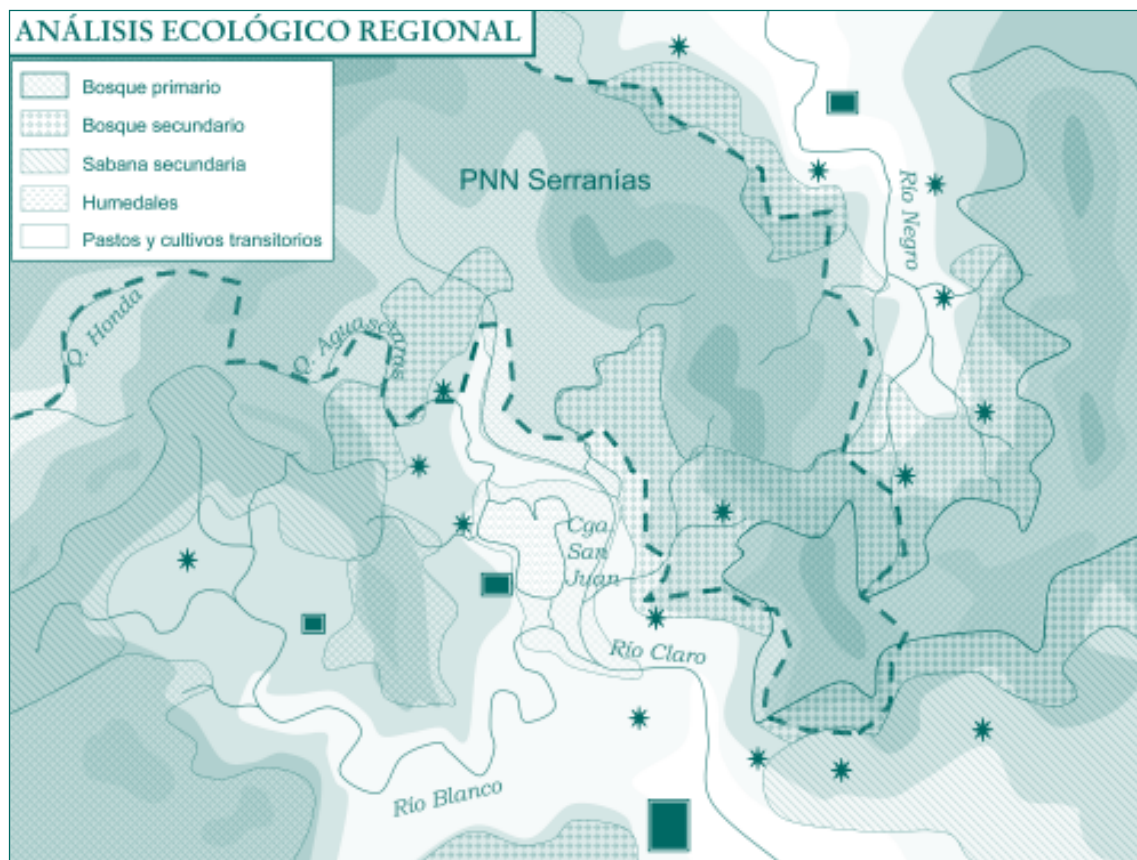 ANÁLISIS ECOLÓGICO REGIONAL
Bosque primario
Bosque secundario
Sabana secundaria
Humedales
Pastos y cultivos transitorios
PNN Serranías
Río Negro
Q. Honda
Q. Aguasclaras
Cga.
San
Juan
Río Claro
Río Blanco